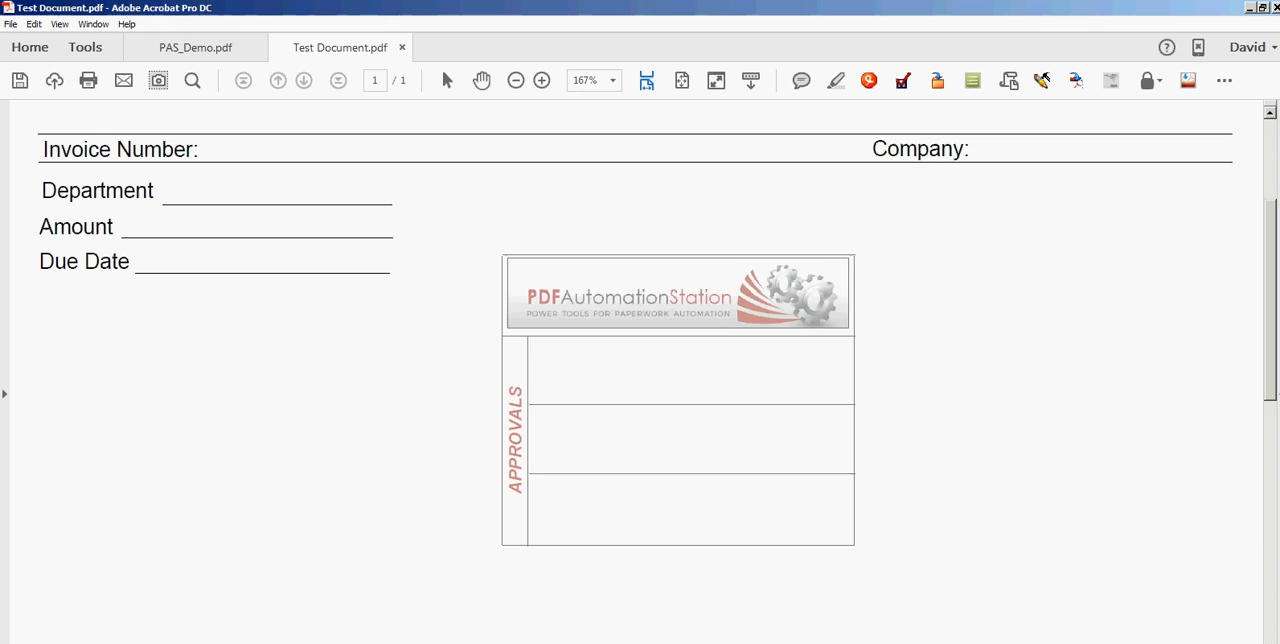 Test Document.pdf - Adobe Acrobat Pro DC
File Edit View Window Help
Home Tools PAS_Demo.pdf Test Document.pdf × David
1 / 1 167%
Invoice Number: Company:
Department
Amount
Due Date
PDFAutomationStation
POWER TOOLS FOR PAPERWORK AUTOMATION
APPROVALS